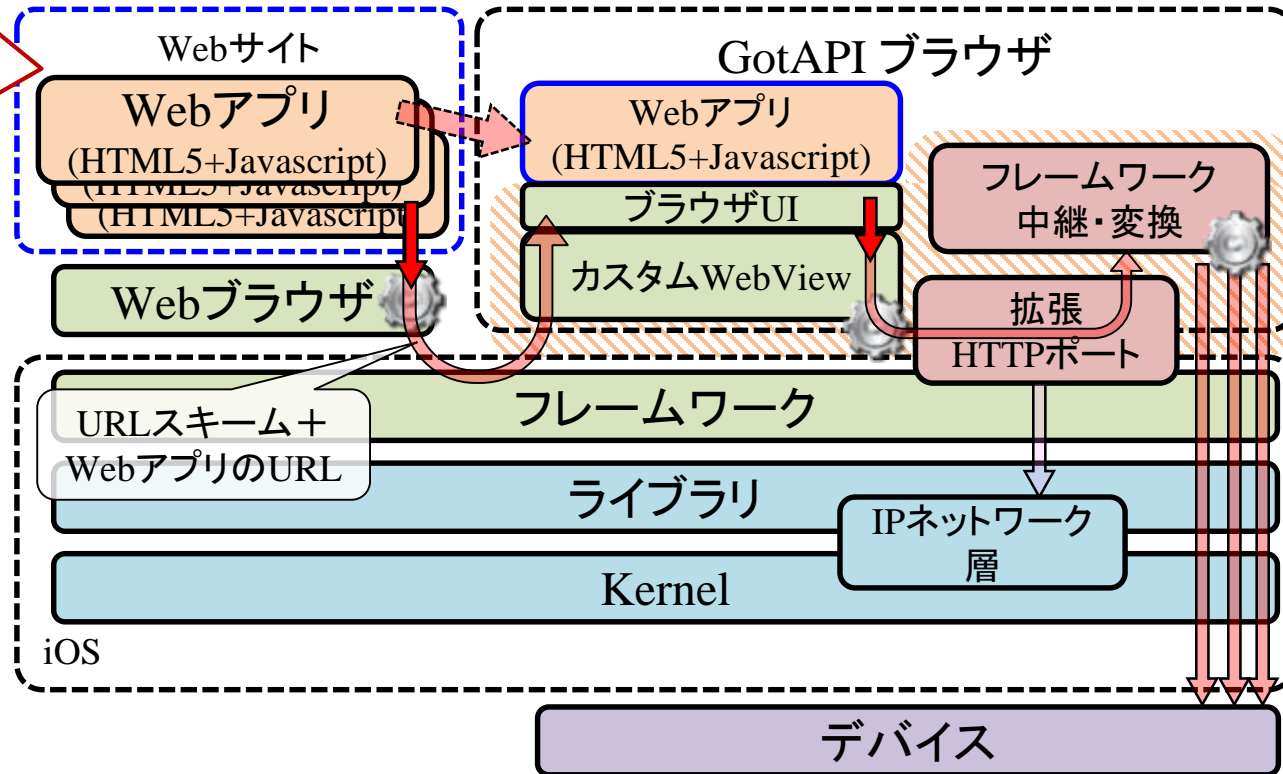 Webサイト
Webアプリ
(HTML5+Javascript)
(HTML5+Javascript)
(HTML5+Javascript
Webブラウザ
URLスキーム＋
WebアプリのURL
GotAPI ブラウザ
Webアプリ
(HTML5+Javascript)
ブラウザUI
カスタムWebView
フレームワーク
中継・変換
拡張
HTTPポート
フレームワーク
ライブラリ
IPネットワーク
層
Kernel
iOS
デバイス